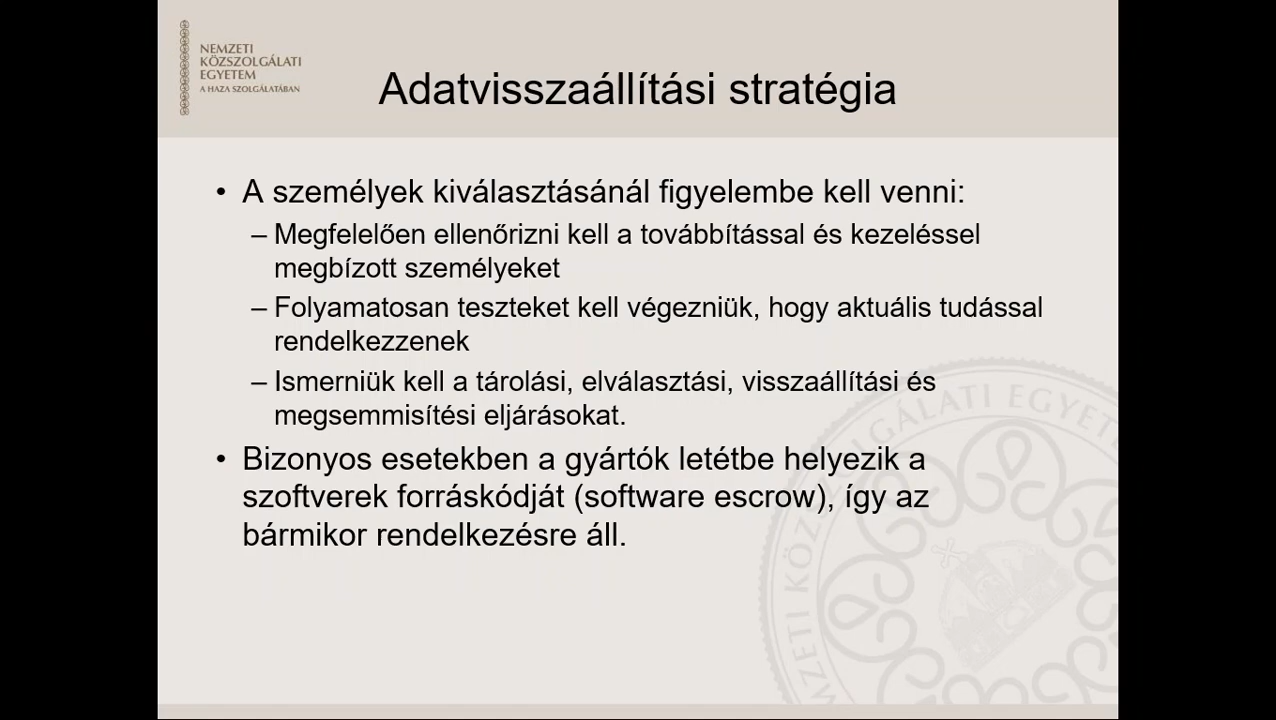 NEMZETI
KÖZSZOLGÁLATI
EGYETEM
A HAZA SZOLGÁLATÁBAN
Adatvisszaállítási stratégia
• A személyek kiválasztásánál figyelembe kell venni:
– Megfelelően ellenőrizni kell a továbbítással és kezeléssel
megbízott személyeket
– Folyamatosan teszteket kell végezniük, hogy aktuális tudással
rendelkezzenek
– Ismerniük kell a tárolási, elválasztási, visszaállítási és
megsemmisítési eljárásokat.
• Bizonyos esetekben a gyártók letétbe helyezik a
szoftverek forráskódját (software escrow), így az
bármikor rendelkezésre áll.